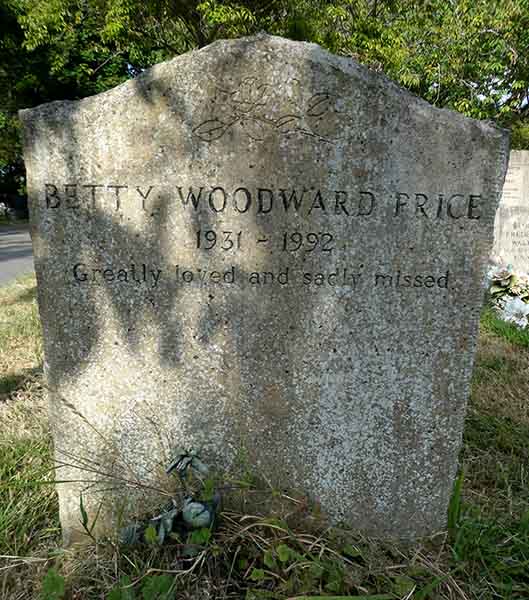 BETTY WOODWARD PRICE
1931 - 1992
Greatly loved and sadly missed